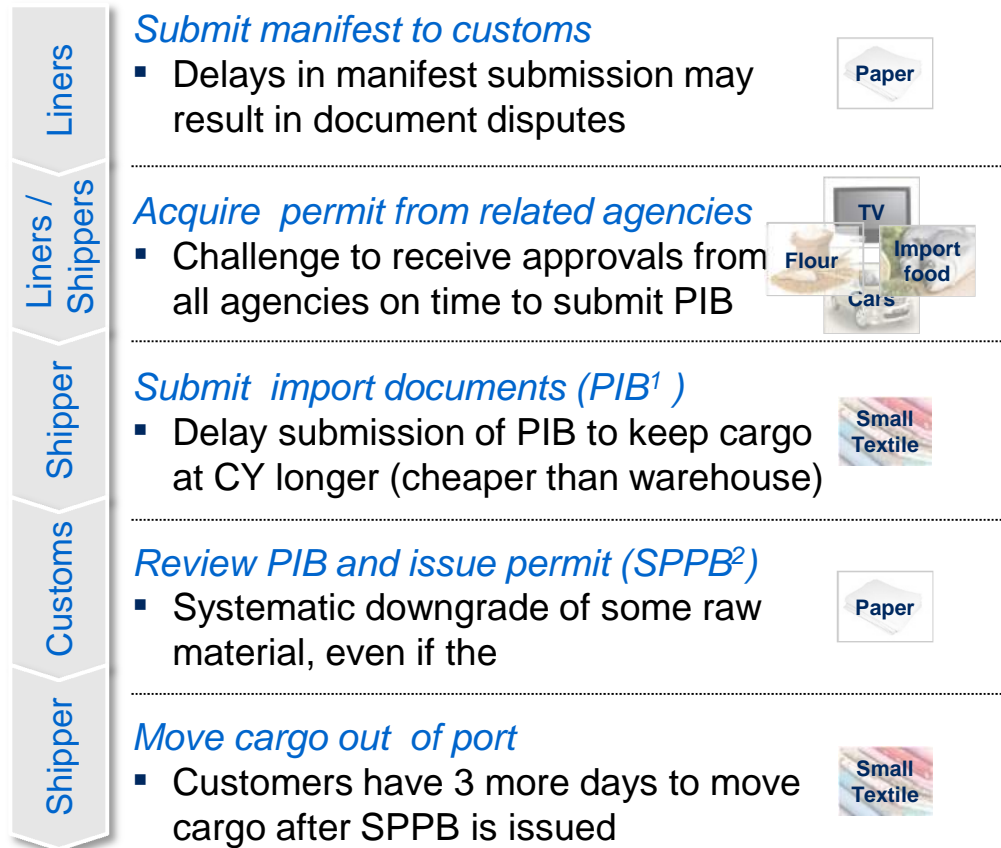 Liners
Submit manifest to customs
▪ Delays in manifest submission may
result in document disputes
Paper
Liners /
Shippers
Acquire permit from related agencies
▪ Challenge to receive approvals from
all agencies on time to submit PIB
TV
Flour
Import
food
Cars
Shipper
Submit import documents (PIB¹ )
▪ Delay submission of PIB to keep cargo
at CY longer (cheaper than warehouse)
Small
Textile
Customs
Review PIB and issue permit (SPPB²)
▪ Systematic downgrade of some raw
material, even if the
Paper
Shipper
Move cargo out of port
▪ Customers have 3 more days to move
cargo after SPPB is issued
Small
Textile